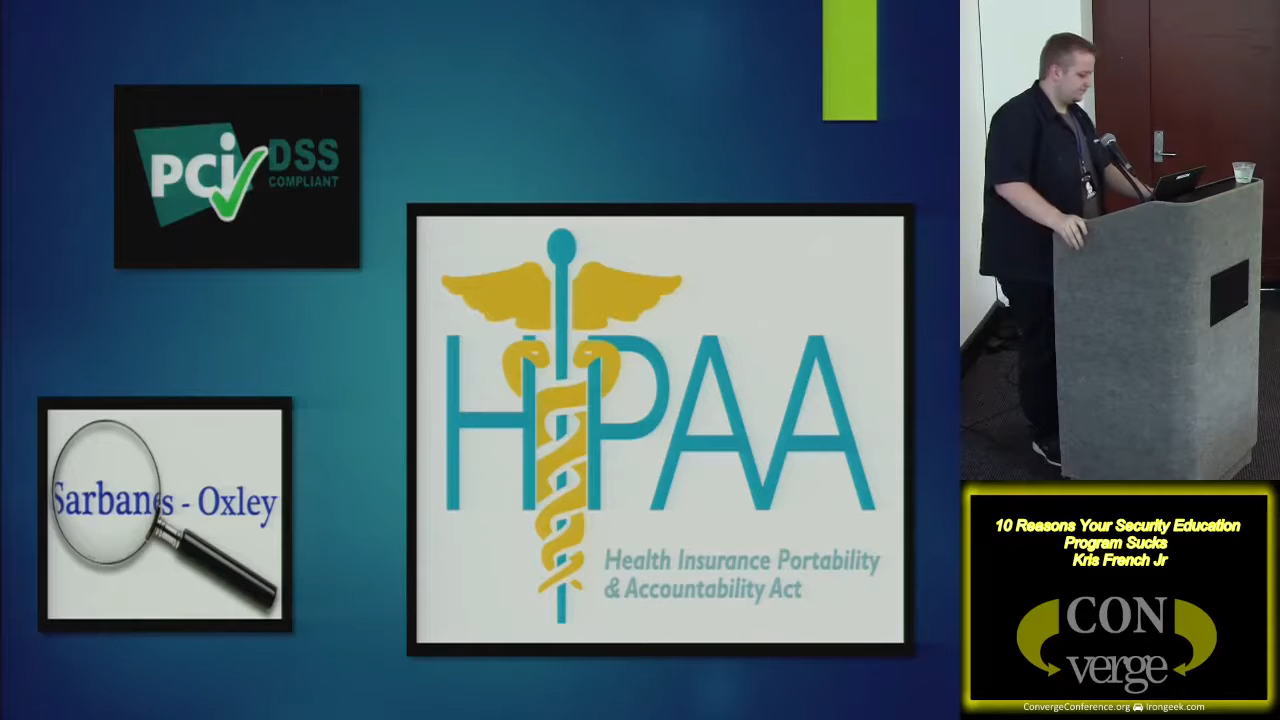 PCi DSS
COMPLIANT
Sarbanes - Oxley
HIPAA
Health Insurance Portability
& Accountability Act
10 Reasons Your Security Education
Program Sucks
Kris French Jr
CON
verge
ConvergeConference.org Irongeek.com